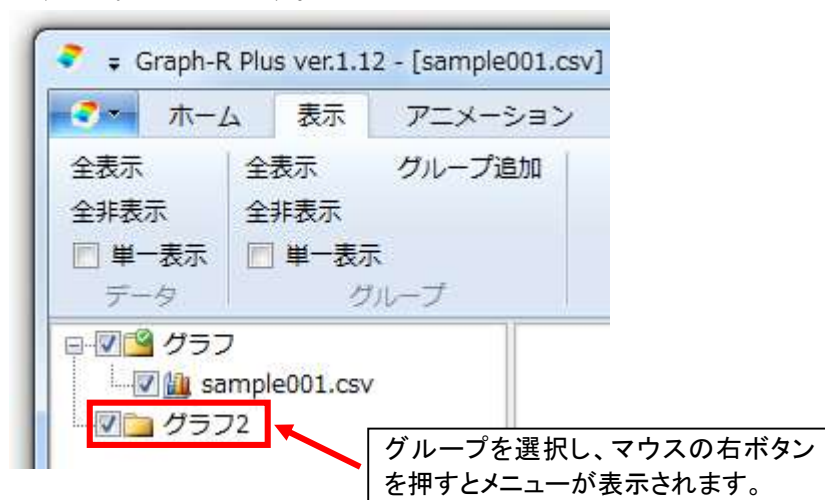 Graph-R Plus ver.1.12 - [sample001.csv]
ホーム 表示 アニメーション
全表示 全表示 グループ追加
全非表示 全非表示
単一表示 単一表示
データ グループ
グラフ
sample001.csv
グラフ2
グループを選択し、マウスの右ボタン
を押すとメニューが表示されます。